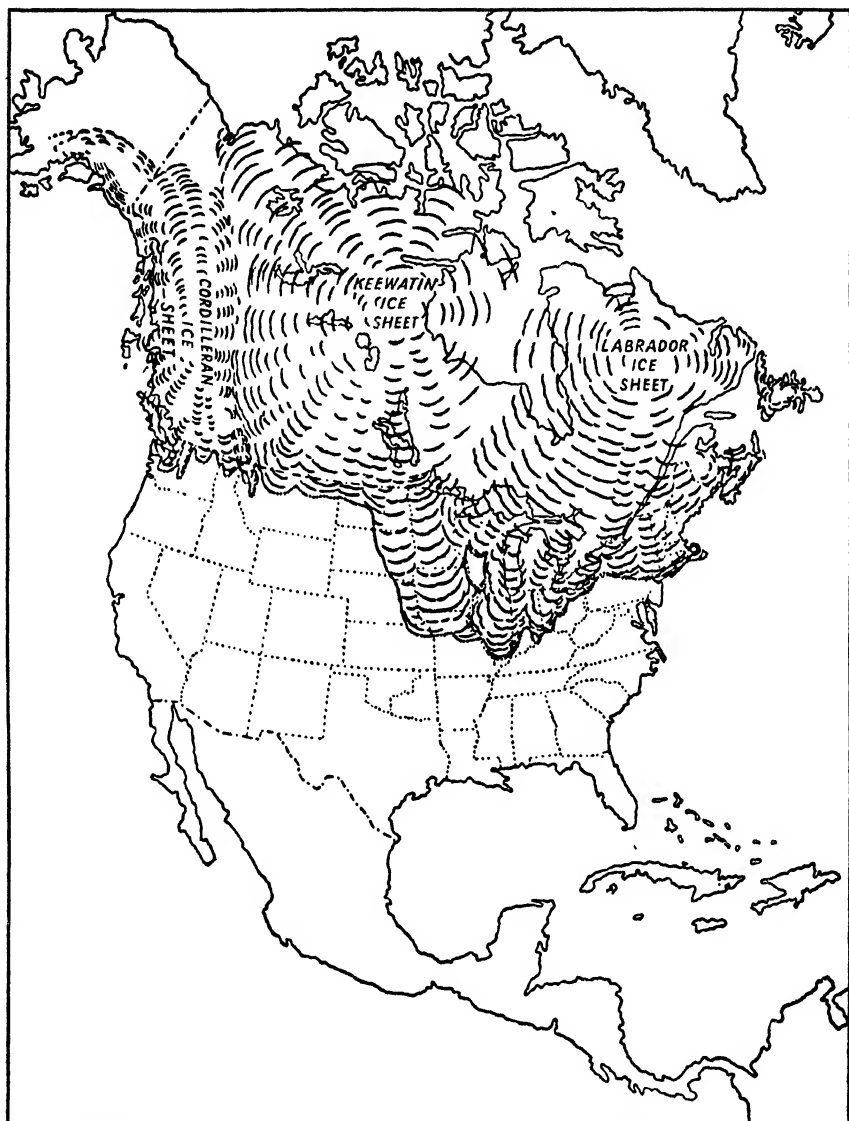 CORDILLERAN
ICE
SHEET
KEEWATIN
ICE
SHEET
LABRADOR
ICE
SHEET